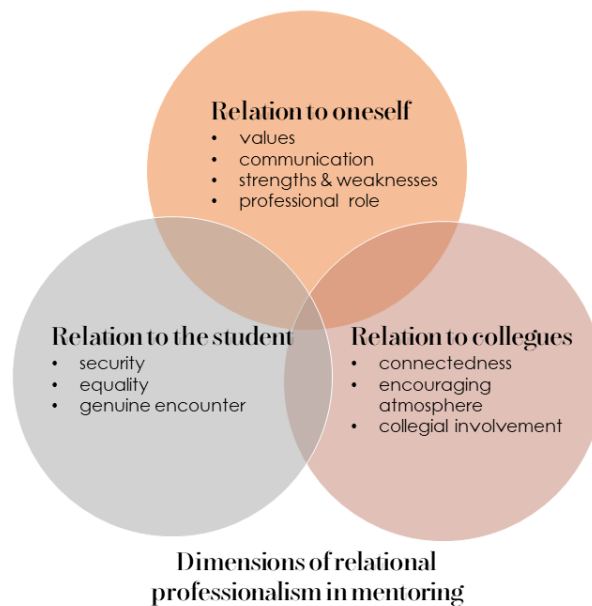 Relation to oneself
• values
• communication
• strengths & weaknesses
• professional role
Relation to the student
• security
• equality
• genuine encounter
Relation to collegues
• connectedness
• encouraging
atmosphere
• collegial involvement
Dimensions of relational
professionalism in mentoring